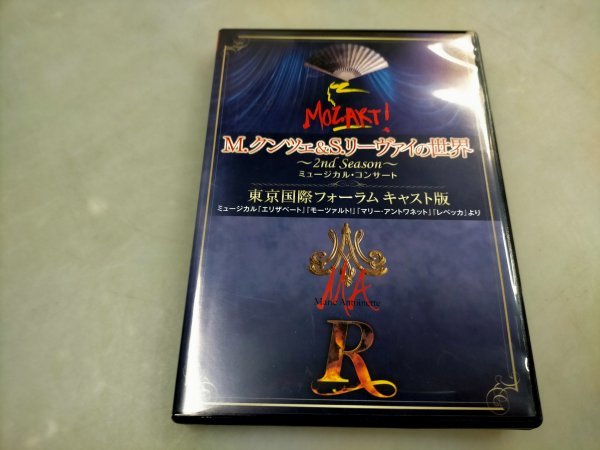 MOZART!
M.クンツェ&S.リーヴァイの世界
～2nd Season～
ミュージカル・コンサート
東京国際フォーラム キャスト版
ミュージカル『エリザベート』『モーツァルト!』『マリー・アントワネット』『レベッカ』より
MA
Marie Antoinette
R